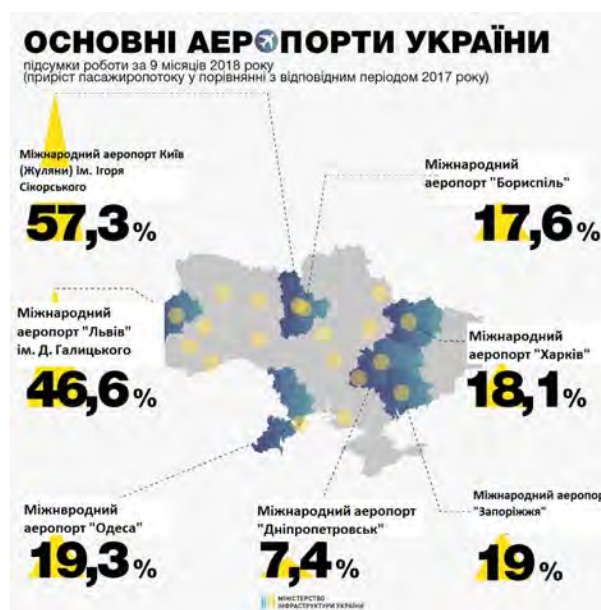 ОСНОВНІ АЕРОПОРТИ УКРАЇНИ
підсумки роботи за 9 місяців 2018 року
(приріст пасажиропотоку у порівнянні з відповідним періодом 2017 року)
Міжнародний аеропорт Київ
(Жуляни) ім. Ігоря
Сікорського
57,3%
Міжнародний
аеропорт "Бориспіль"
17,6%
Міжнародний
аеропорт "Львів"
ім. Д. Галицького
46,6%
Міжнародний
аеропорт "Харків"
18,1%
Міжнвродний
аеропорт "Одеса"
19,3%
Міжнародний аеропорт
"Дніпропетровськ"
7,4%
Міжнародний аеропор
"Запоріжжя"
19%
МІНІСТЕРСТВО
ІНФРАСТРУКТУРИ УКРАЇНИ